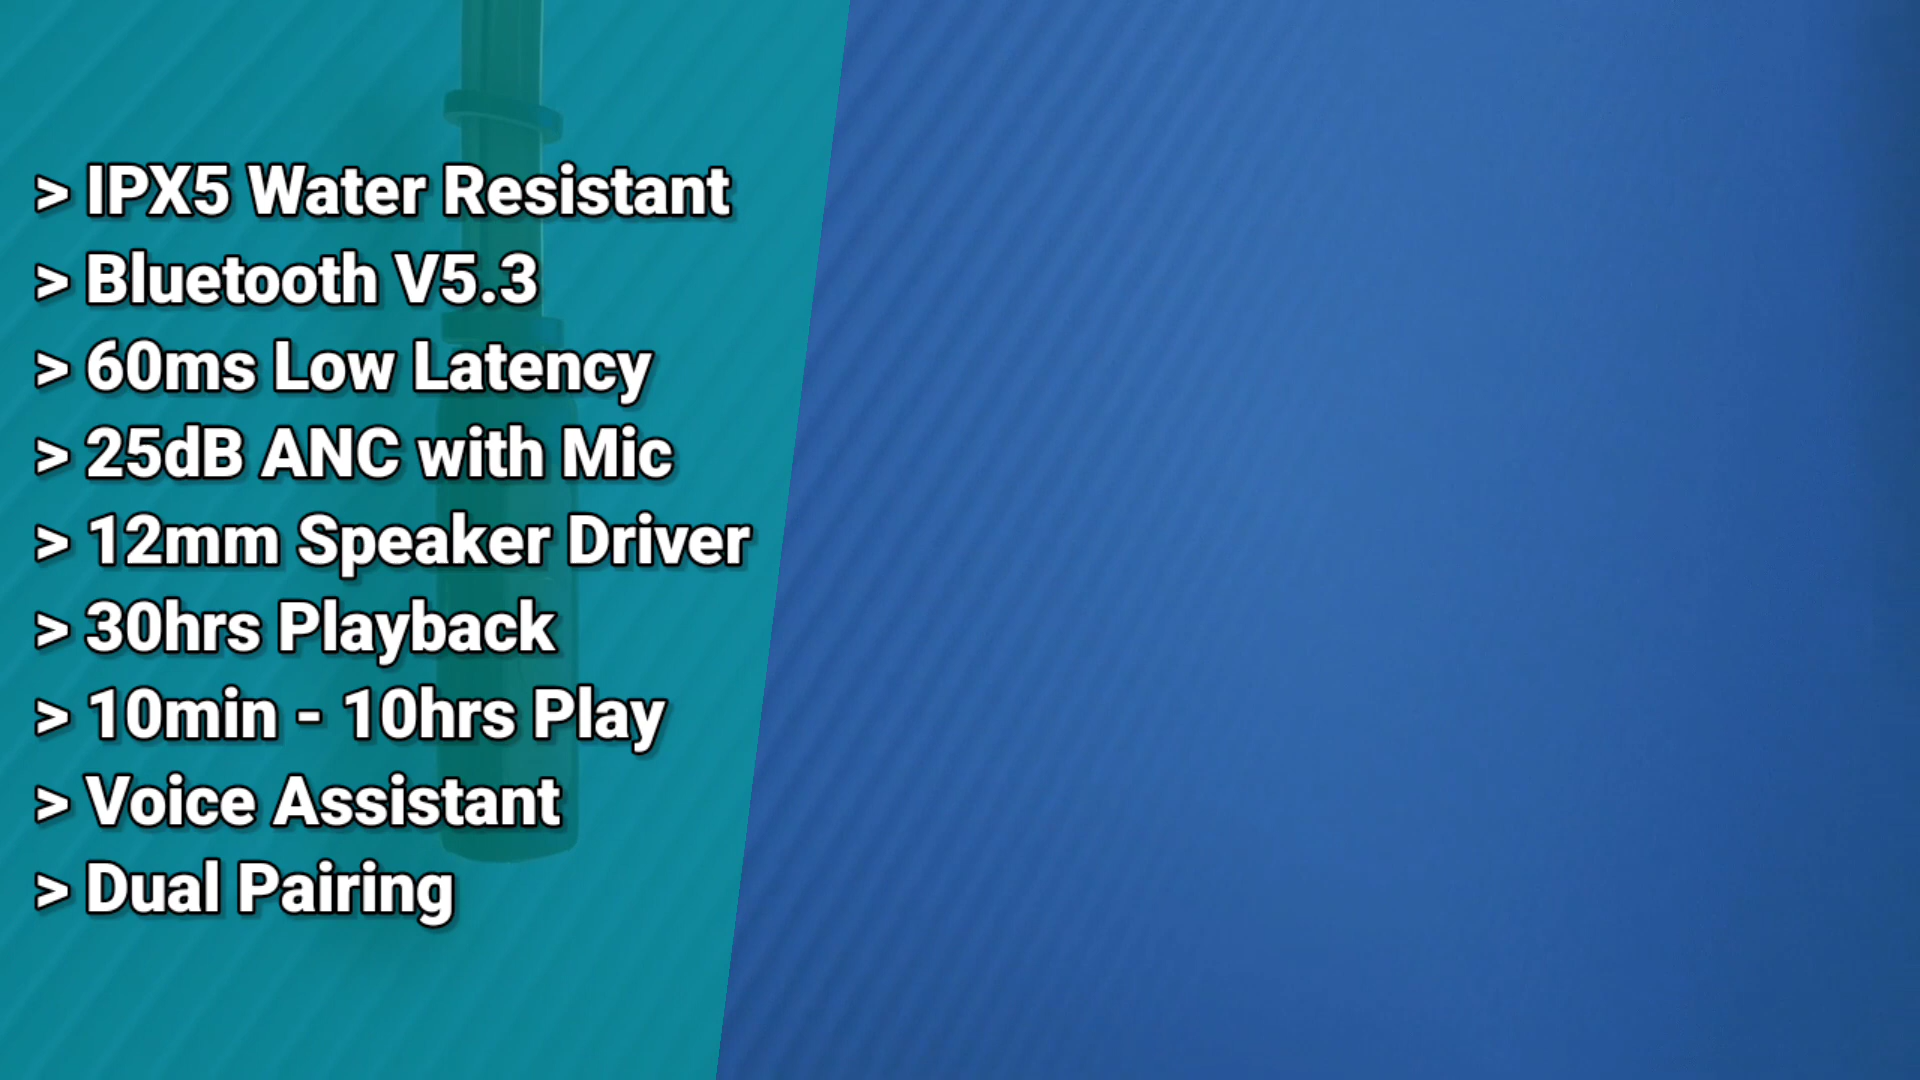 > IPX5 Water Resistant
> Bluetooth V5.3
> 60ms Low Latency
> 25dB ANC with Mic
> 12mm Speaker Driver
> 30hrs Playback
> 10min - 10hrs Play
> Voice Assistant
> Dual Pairing